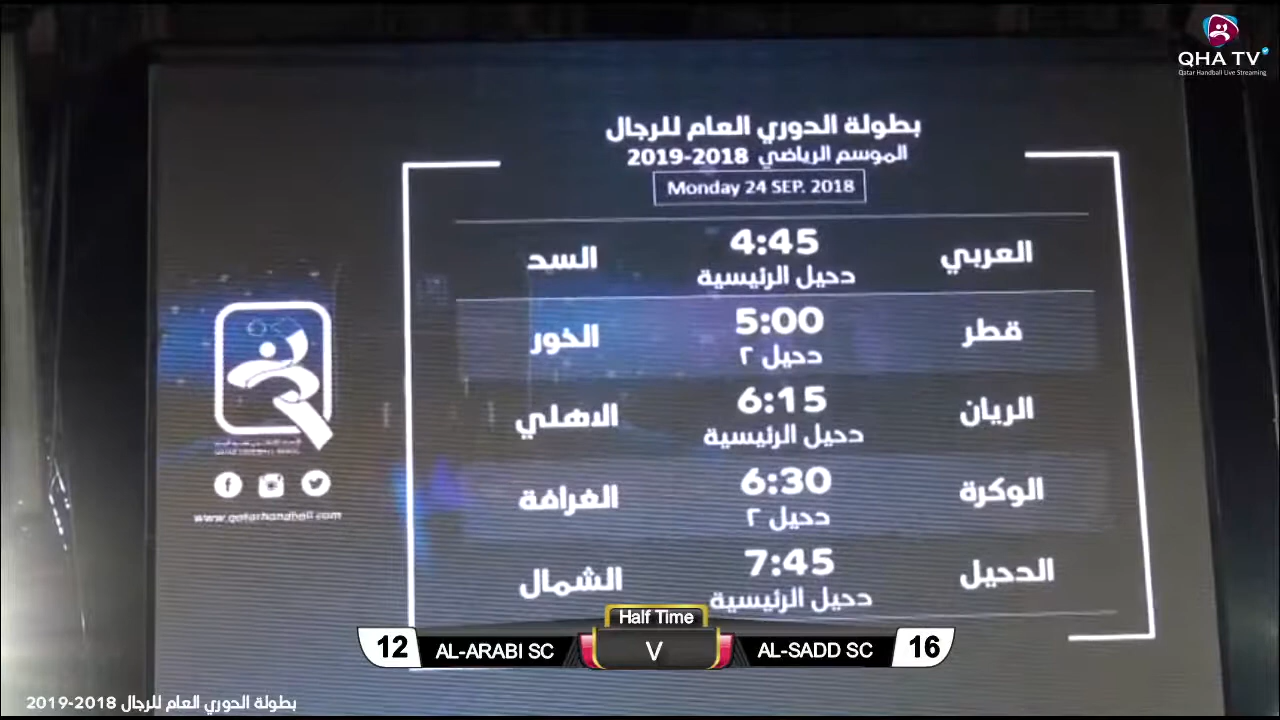 QHA TV
Qatar Handball Live Streaming
بطولة الدوري العام للرجال
الموسم الرياضي 2018-2019
Monday 24 SEP. 2018
العربي 4:45 السد
دحيل الرئيسية
قطر 5:00 الخور
دحيل ٢
الريان 6:15 الاهلي
دحيل الرئيسية
الوكرة 6:30 الغرافة
دحيل ٢
الدحيل 7:45 الشمال
دحيل الرئيسية
www.qatarhandball.com
Half Time
12 AL-ARABI SC V AL-SADD SC 16
بطولة الدوري العام للرجال 2018-2019